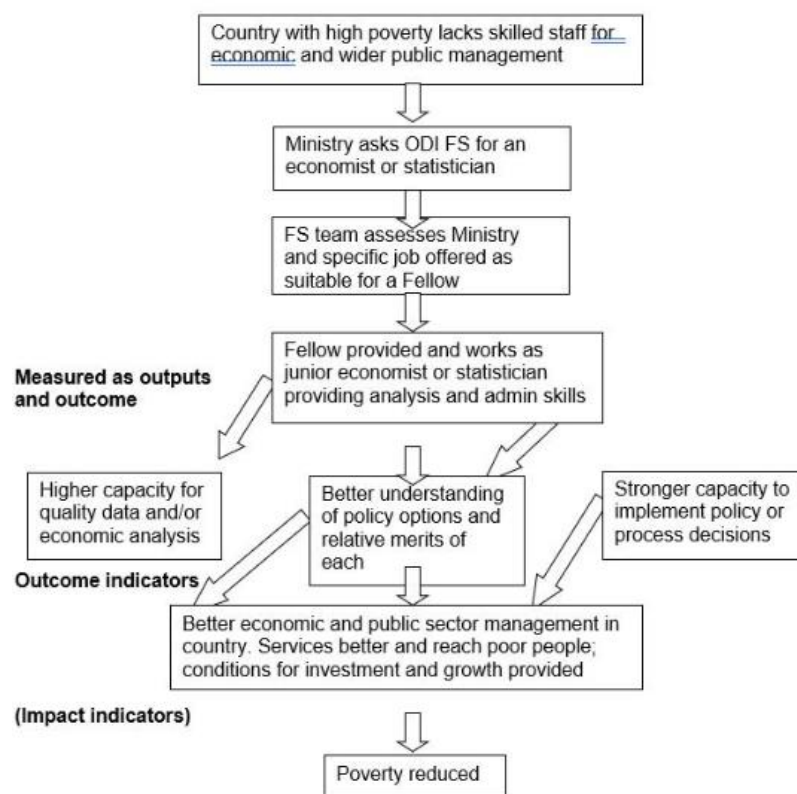 Country with high poverty lacks skilled staff for
economic and wider public management
Ministry asks ODI FS for an
economist or statistician
FS team assesses Ministry
and specific job offered as
suitable for a Fellow
Fellow provided and works as
junior economist or statistician
providing analysis and admin skills
Measured as outputs
and outcome
Higher capacity for
quality data and/or
economic analysis
Better understanding
of policy options and
relative merits of
each
Stronger capacity to
implement policy or
process decisions
Outcome indicators
Better economic and public sector management in
country. Services better and reach poor people;
conditions for investment and growth provided
(Impact indicators)
Poverty reduced